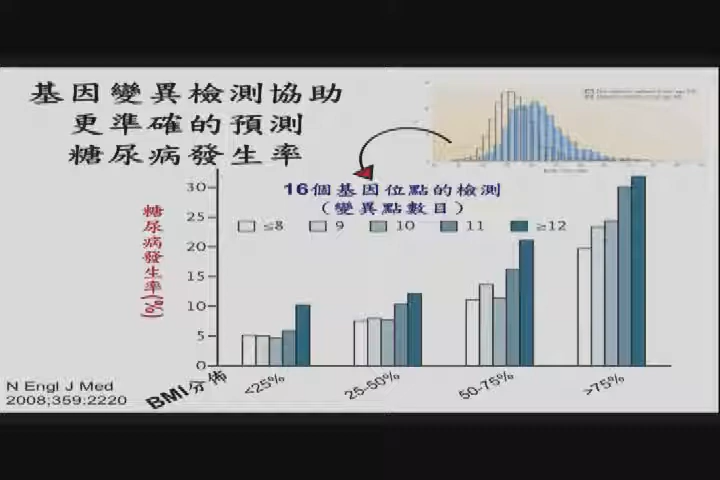 基因變異檢測協助
更準確的預測
糖尿病發生率
16個基因位點的檢測
（變異點數目）
≤8 9 10 11 ≥12
糖尿病發生率(%)
30
25
20
15
10
5
0
BMI分佈
<25% 25-50% 50-75% >75%
N Engl J Med
2008;359:2220